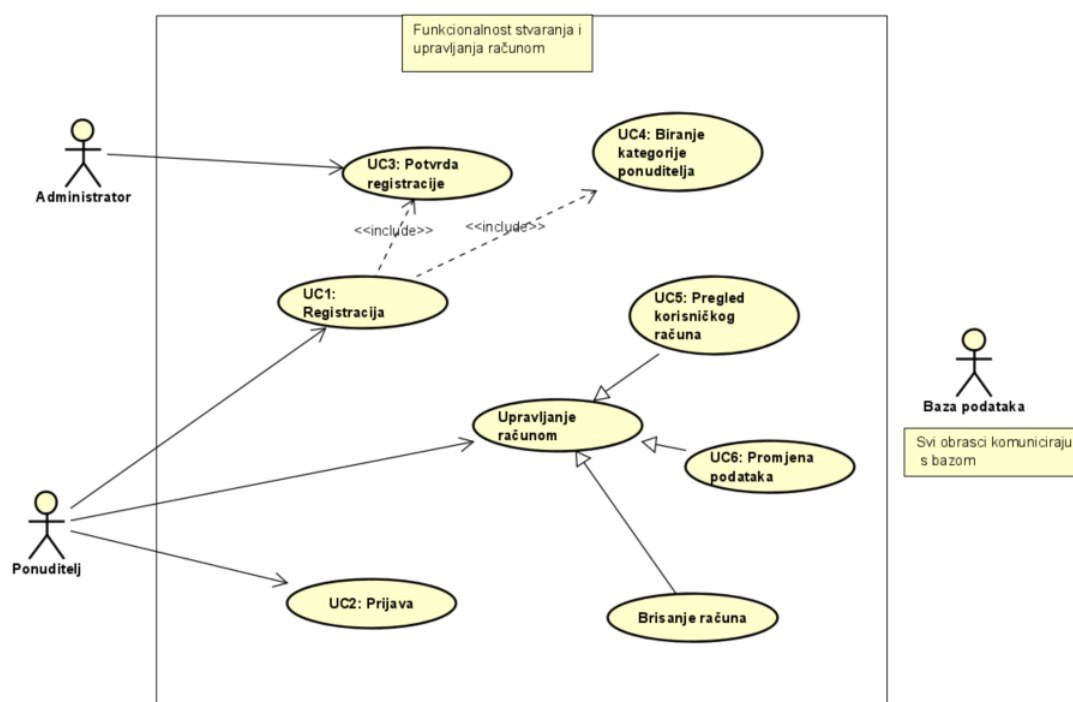 Funkcionalnost stvaranja i
upravljanja računom
UC4: Biranje
kategorije
ponuditelja
UC3: Potvrda
registracije
Administrator
<<include>>
<<include>>
UC1:
Registracija
UC5: Pregled
korisničkog
računa
Baza podataka
Upravljanje
računom
Svi obrasci komuniciraju
s bazom
UC6: Promjena
podataka
Ponuditelj
UC2: Prijava
Brisanje računa